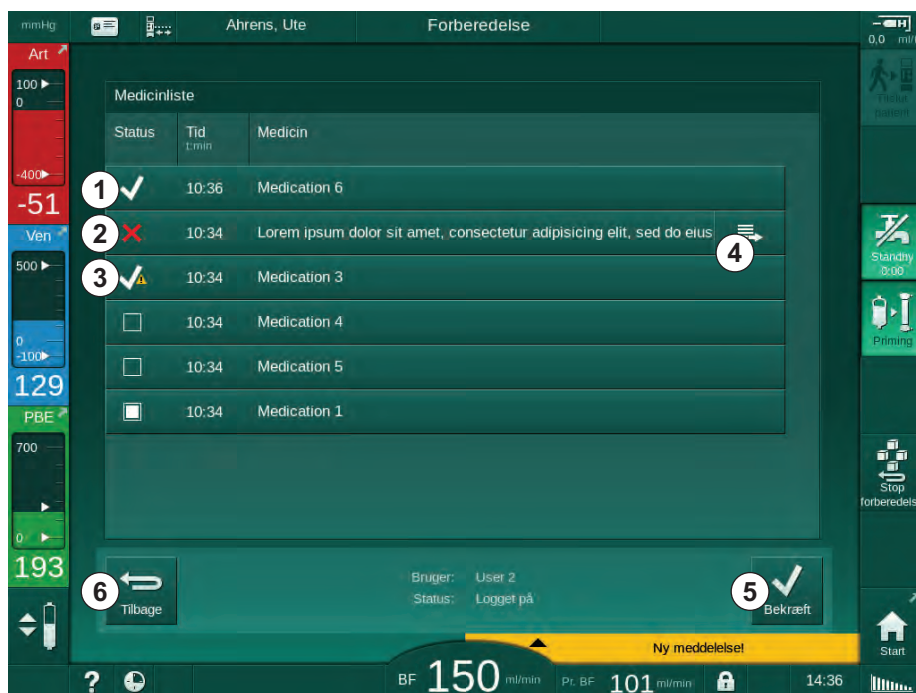 mmHg Ahrens, Ute Forberedelse 0,0 ml/
Art
100
0
-400
-51
Ven
500
0
-100
129
PBE
700
0
193
Medicinliste
Status Tid Medicin
t:min
1 10:36 Medication 6
2 10:34 Lorem ipsum dolor sit amet, consectetur adipisicing elit, sed do eius
4
3 10:34 Medication 3
10:34 Medication 4
10:34 Medication 5
10:34 Medication 1
6 Tilbage
Bruger: User 2
Status: Logget på
5 Bekræft
Ny meddelelse!
Tilslut
patient
Standby
0:00
Priming
Stop
forberedels
Start
? BF 150 ml/min Pr. BF 101 ml/min 14:36